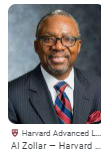 Harvard Advanced L...
Al Zollar — Harvard ...